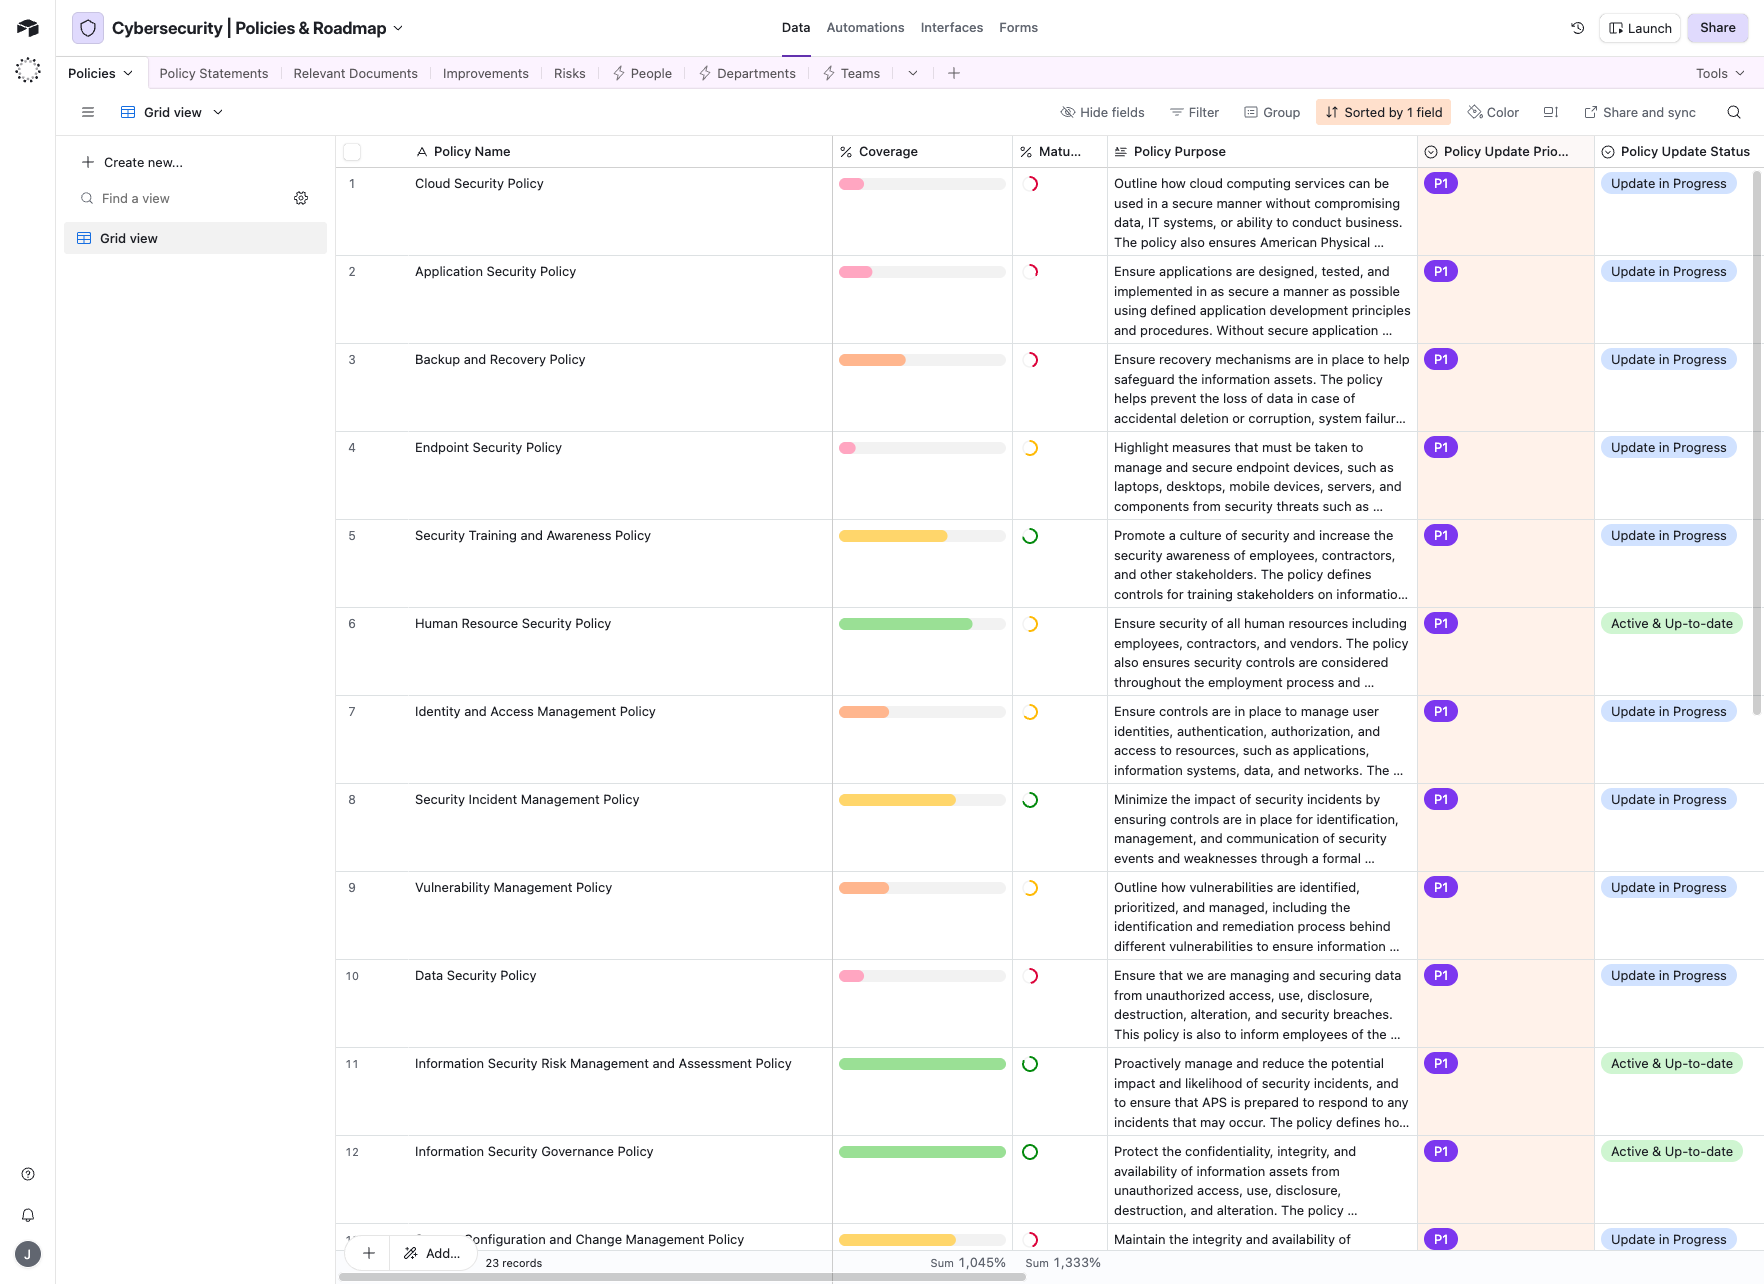 Cybersecurity | Policies & Roadmap
Data
Automations
Interfaces
Forms
Launch
Share
Policies
Policy Statements
Relevant Documents
Improvements
Risks
People
Departments
Teams
Tools
Grid view
Hide fields
Filter
Group
Sorted by 1 field
Color
Share and sync
Create new...
Find a view
Grid view
Policy Name
Coverage
Matu...
Policy Purpose
Policy Update Prio...
Policy Update Status
1
Cloud Security Policy
Outline how cloud computing services can be
used in a secure manner without compromising
data, IT systems, or ability to conduct business.
The policy also ensures American Physical ...
P1
Update in Progress
2
Application Security Policy
Ensure applications are designed, tested, and
implemented in as secure a manner as possible
using defined application development principles
and procedures. Without secure application ...
P1
Update in Progress
3
Backup and Recovery Policy
Ensure recovery mechanisms are in place to help
safeguard the information assets. The policy
helps prevent the loss of data in case of
accidental deletion or corruption, system failur...
P1
Update in Progress
4
Endpoint Security Policy
Highlight measures that must be taken to
manage and secure endpoint devices, such as
laptops, desktops, mobile devices, servers, and
components from security threats such as ...
P1
Update in Progress
5
Security Training and Awareness Policy
Promote a culture of security and increase the
security awareness of employees, contractors,
and other stakeholders. The policy defines
controls for training stakeholders on informatio...
P1
Update in Progress
6
Human Resource Security Policy
Ensure security of all human resources including
employees, contractors, and vendors. The policy
also ensures security controls are considered
throughout the employment process and ...
P1
Active & Up-to-date
7
Identity and Access Management Policy
Ensure controls are in place to manage user
identities, authentication, authorization, and
access to resources, such as applications,
information systems, data, and networks. The ...
P1
Update in Progress
8
Security Incident Management Policy
Minimize the impact of security incidents by
ensuring controls are in place for identification,
management, and communication of security
events and weaknesses through a formal ...
P1
Update in Progress
9
Vulnerability Management Policy
Outline how vulnerabilities are identified,
prioritized, and managed, including the
identification and remediation process behind
different vulnerabilities to ensure information ...
P1
Update in Progress
10
Data Security Policy
Ensure that we are managing and securing data
from unauthorized access, use, disclosure,
destruction, alteration, and security breaches.
This policy is also to inform employees of the ...
P1
Update in Progress
11
Information Security Risk Management and Assessment Policy
Proactively manage and reduce the potential
impact and likelihood of security incidents, and
to ensure that APS is prepared to respond to any
incidents that may occur. The policy defines ho...
P1
Active & Up-to-date
12
Information Security Governance Policy
Protect the confidentiality, integrity, and
availability of information assets from
unauthorized access, use, disclosure,
destruction, and alteration. The policy ...
P1
Active & Up-to-date
Configuration and Change Management Policy
Maintain the integrity and availability of
P1
Update in Progress
Add...
23 records
Sum 1,045%
Sum 1,333%
J